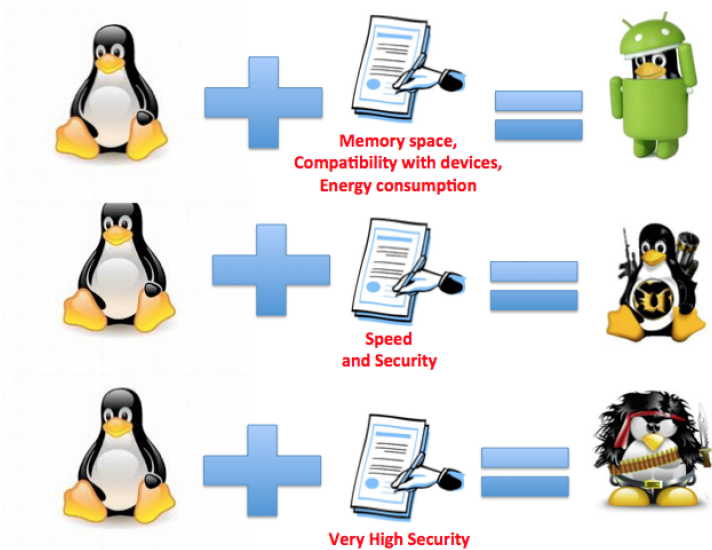 Memory space,
Compatibility with devices,
Energy consumption
Speed
and Security
Very High Security